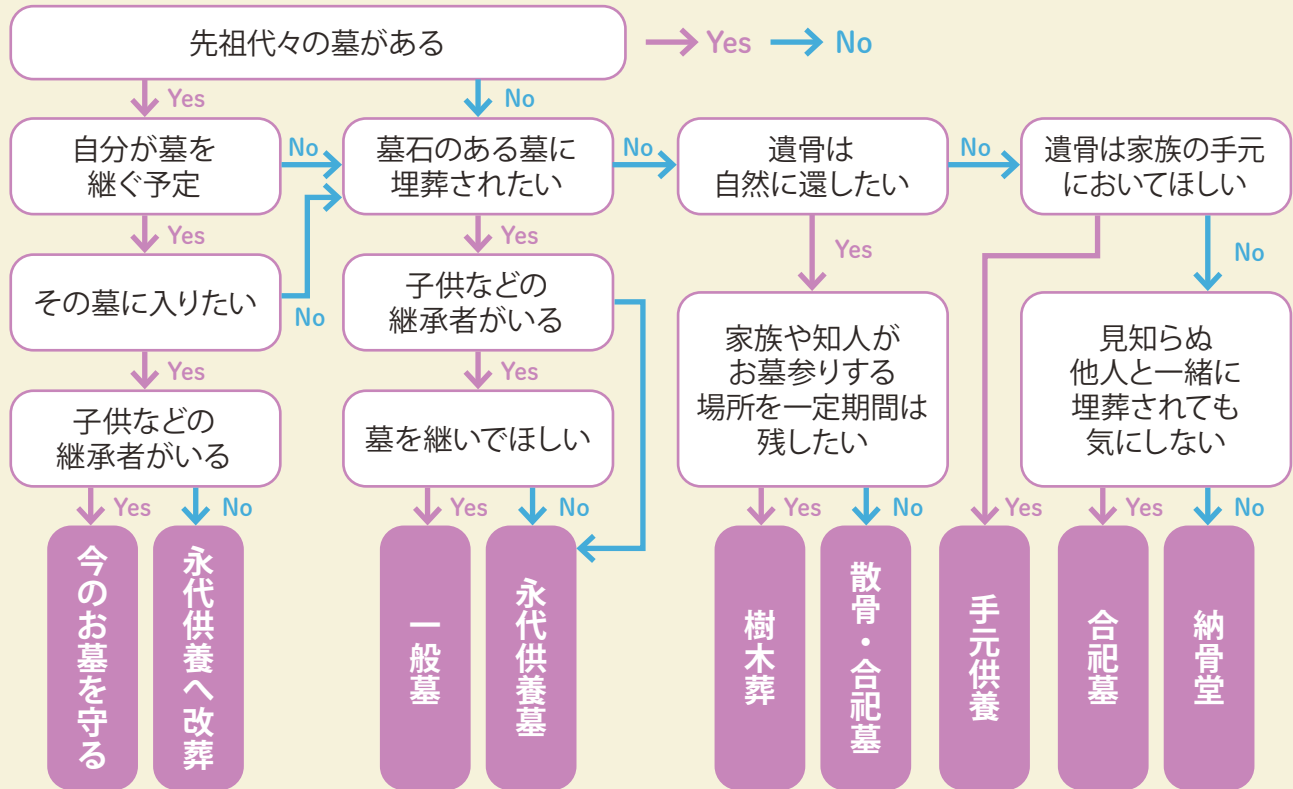 先祖代々の墓がある
Yes
No
Yes
No
自分が墓を
継ぐ予定
No
墓石のある墓に
埋葬されたい
No
遺骨は
自然に還したい
No
遺骨は家族の手元
においてほしい
Yes
Yes
Yes
No
その墓に入りたい
No
子供などの
継承者がいる
家族や知人が
お墓参りする
場所を一定期間は
残したい
見知らぬ
他人と一緒に
埋葬されても
気にしない
Yes
Yes
子供などの
継承者がいる
墓を継いでほしい
Yes
No
Yes
No
Yes
No
Yes
Yes
No
今のお墓を守る
永代供養へ改葬
一般墓
永代供養墓
樹木葬
散骨・合祀墓
手元供養
合祀墓
納骨堂